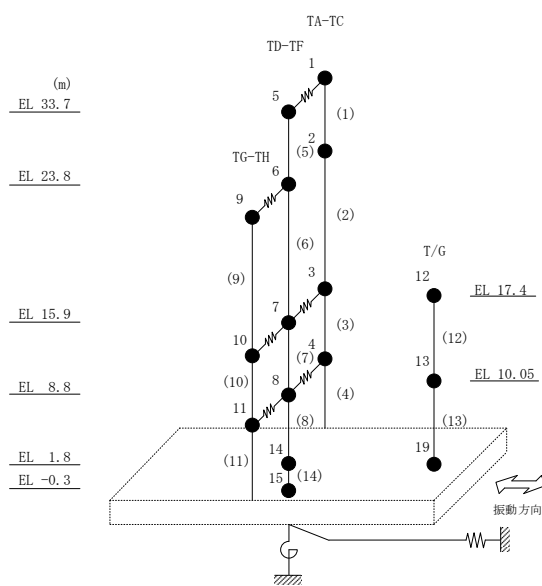 TA-TC
TD-TF
(m)
1
5
EL 33.7
(1)
2
(5)
TG-TH
6
EL 23.8
9
(2)
(6)
T/G
(9)
3
12
EL 17.4
7
EL 15.9
(3)
10
(12)
4
(7)
13
(10)
8
EL 10.05
EL 8.8
(4)
11
(8)
(13)
14
19
EL 1.8
(11)
15
(14)
EL -0.3
振動方向